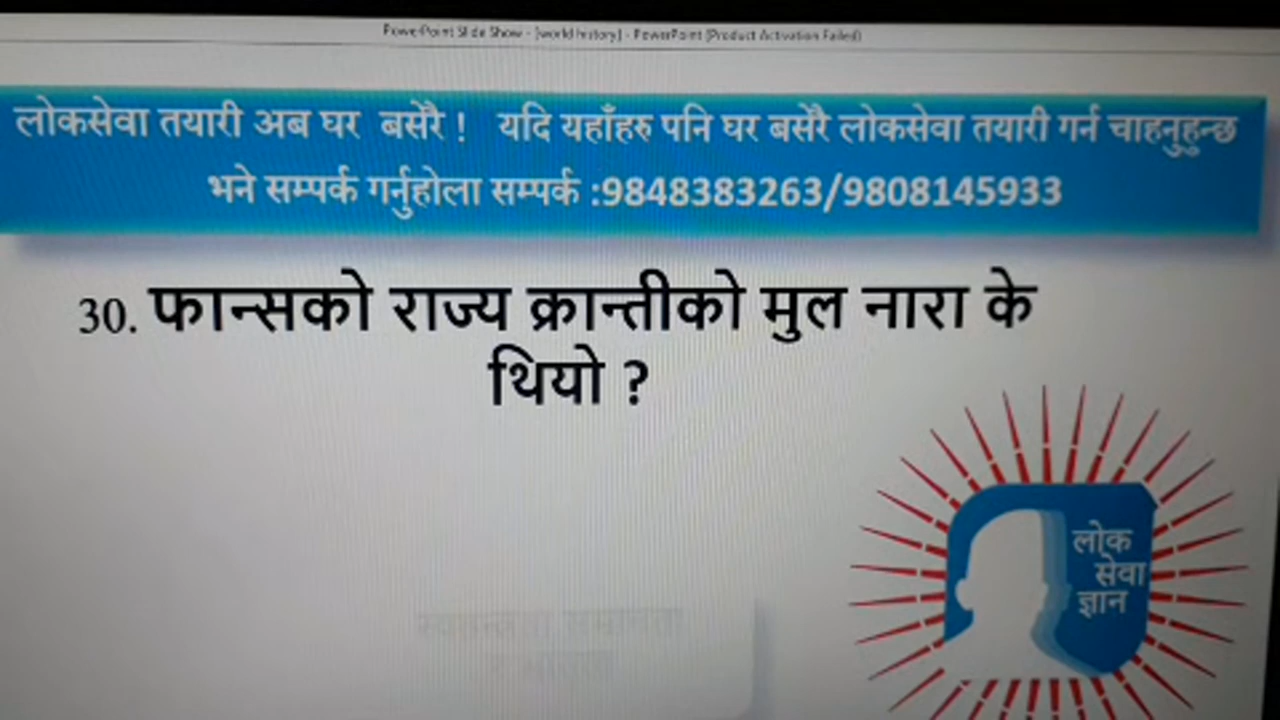 PowerPoint Slide Show - [world history] - PowerPoint (Product Activation Failed)
लोकसेवा तयारी अब घर बसेरै ! यदि यहाँहरु पनि घर बसेरै लोकसेवा तयारी गर्न चाहनुहुन्छ
भने सम्पर्क गर्नुहोला सम्पर्क :9848383263/9808145933
30. फान्सको राज्य क्रान्तीको मुल नारा के
थियो ?
लोक
सेवा
ज्ञान